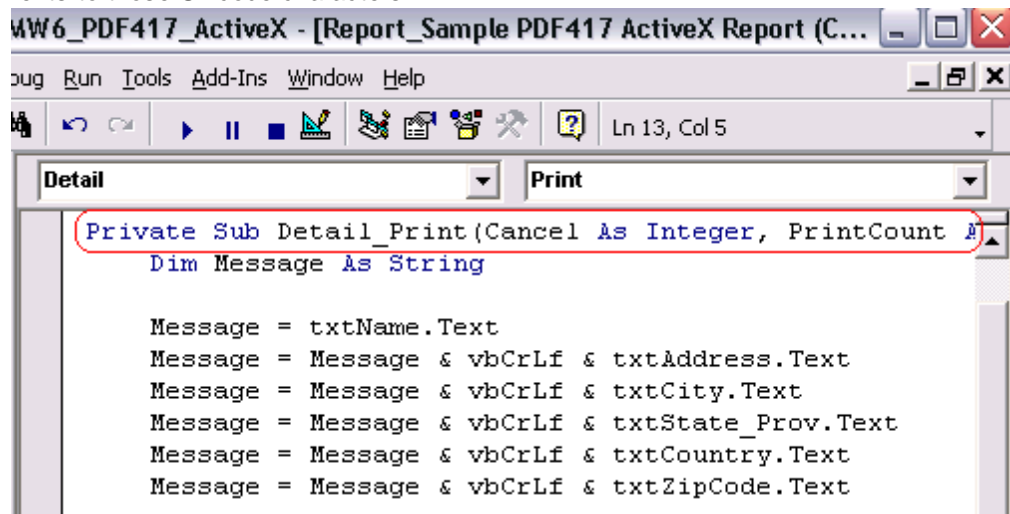 MW6_PDF417_ActiveX - [Report_Sample PDF417 ActiveX Report (C...
Run Tools Add-Ins Window Help
Ln 13, Col 5
Detail Print
Private Sub Detail_Print(Cancel As Integer, PrintCount A
Dim Message As String
Message = txtName.Text
Message = Message & vbCrLf & txtAddress.Text
Message = Message & vbCrLf & txtCity.Text
Message = Message & vbCrLf & txtState_Prov.Text
Message = Message & vbCrLf & txtCountry.Text
Message = Message & vbCrLf & txtZipCode.Text